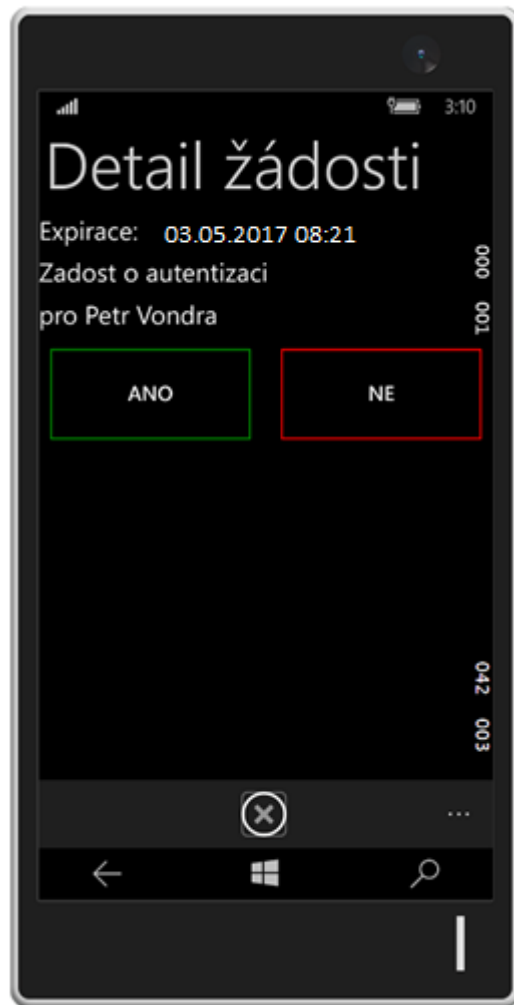 3:10
Detail žádosti
Expirace: 03.05.2017 08:21
Zadost o autentizaci
pro Petr Vondra
ANO NE
000 001
042 003
...